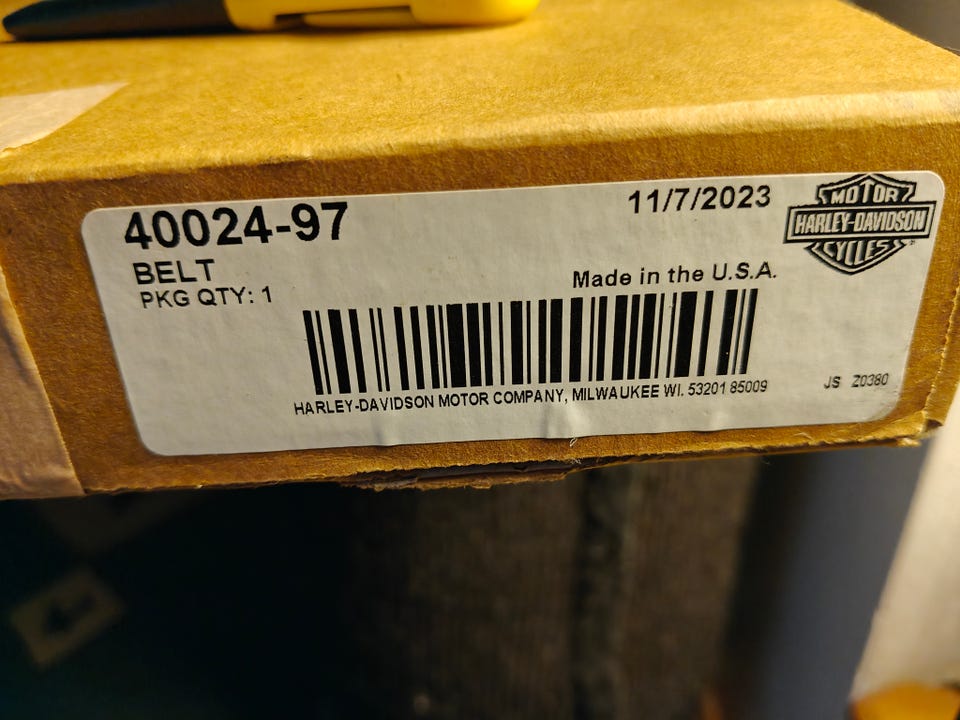 40024-97
11/7/2023
MOTOR
HARLEY-DAVIDSON
CYCLES
BELT
Made in the U.S.A.
PKG QTY: 1
HARLEY-DAVIDSON MOTOR COMPANY, MILWAUKEE WI. 53201 85009
JS Z0380